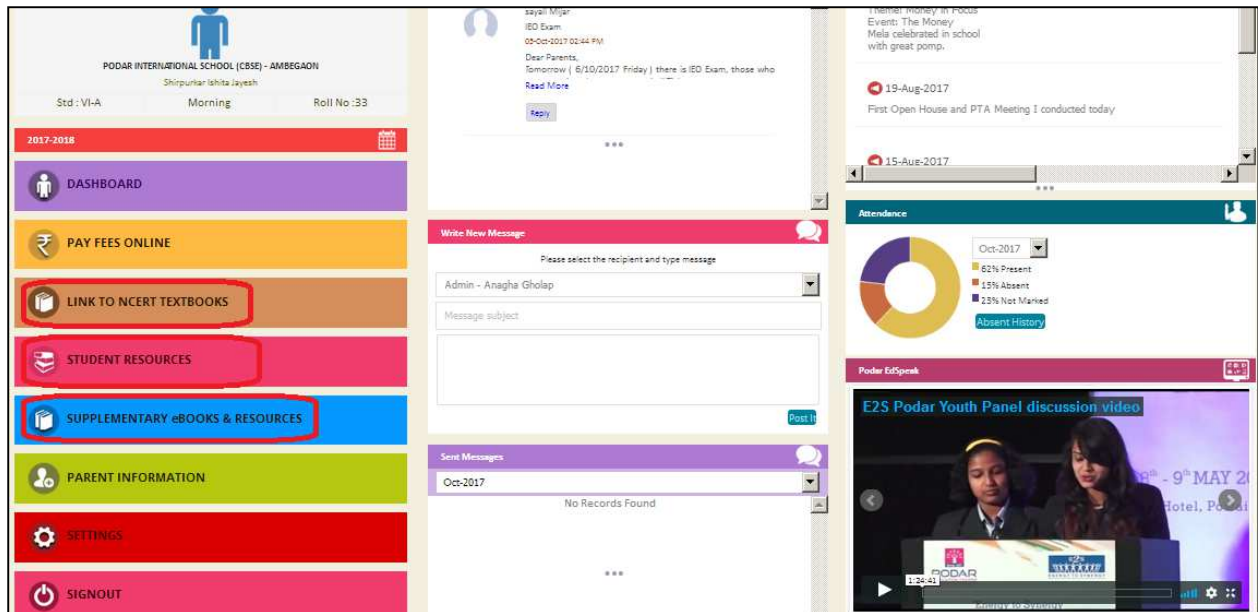 PODAR INTERNATIONAL SCHOOL (CBSE) - AMBEGAON
Shirpurkar Ishita Jayesh
Std : VI-A Morning Roll No :33
2017-2018
DASHBOARD
PAY FEES ONLINE
LINK TO NCERT TEXTBOOKS
STUDENT RESOURCES
SUPPLEMENTARY eBOOKS & RESOURCES
PARENT INFORMATION
SETTINGS
SIGNOUT
sayali Mijar
IEO Exam
05-Oct-2017 02:44 PM
Dear Parents,
Tomorrow ( 6/10/2017 Friday ) there is IEO Exam, those who
Read More
Reply
Write New Message
Please select the recipient and type message
Admin - Anagha Gholap
Message subject
Post It
Sent Messages
Oct-2017
No Records Found
Theme: Money in Focus
Event: The Money
Mela celebrated in school
with great pomp.
19-Aug-2017
First Open House and PTA Meeting I conducted today
15-Aug-2017
Attendance
Oct-2017
62% Present
15% Absent
23% Not Marked
Absent History
Podar EdSpeak
E2S Podar Youth Panel discussion video
- 9th MAY
Hotel,
PODAR
e2s
1:24:41
Energy to Synergy